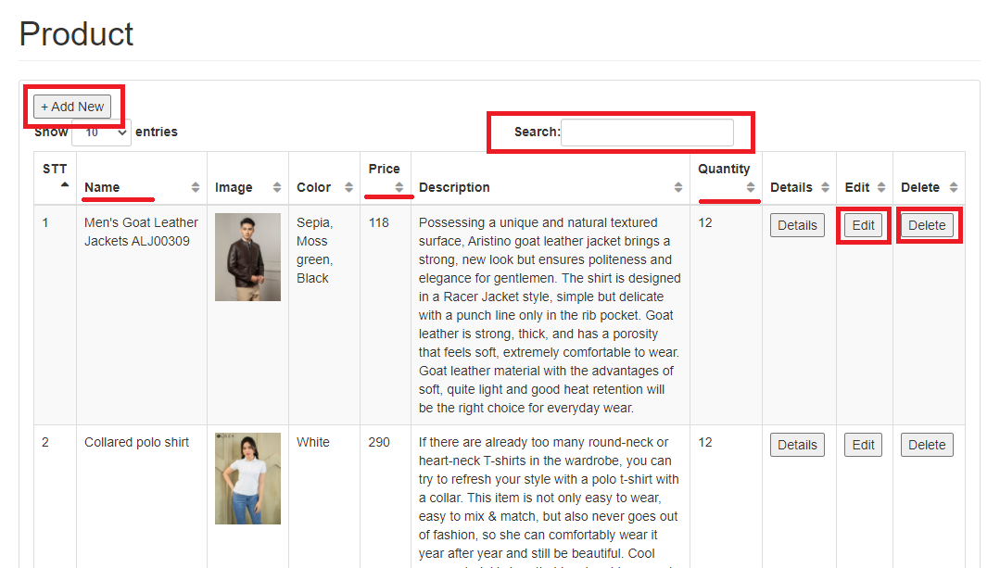 Product
+ Add New
Show 10 entries
Search:
STT Name Image Color Price Description Quantity Details Edit Delete
1 Men's Goat Leather Sepia, 118 Possessing a unique and natural textured 12 Details Edit Delete
Jackets ALJ00309 Moss surface, Aristino goat leather jacket brings a
green, strong, new look but ensures politeness and
Black elegance for gentlemen. The shirt is designed
in a Racer Jacket style, simple but delicate
with a punch line only in the rib pocket. Goat
leather is strong, thick, and has a porosity
that feels soft, extremely comfortable to wear.
Goat leather material with the advantages of
soft, quite light and good heat retention will
be the right choice for everyday wear.
2 Collared polo shirt White 290 If there are already too many round-neck or 12 Details Edit Delete
heart-neck T-shirts in the wardrobe, you can
try to refresh your style with a polo t-shirt with
a collar. This item is not only easy to wear,
easy to mix & match, but also never goes out
of fashion, so she can comfortably wear it
year after year and still be beautiful. Cool